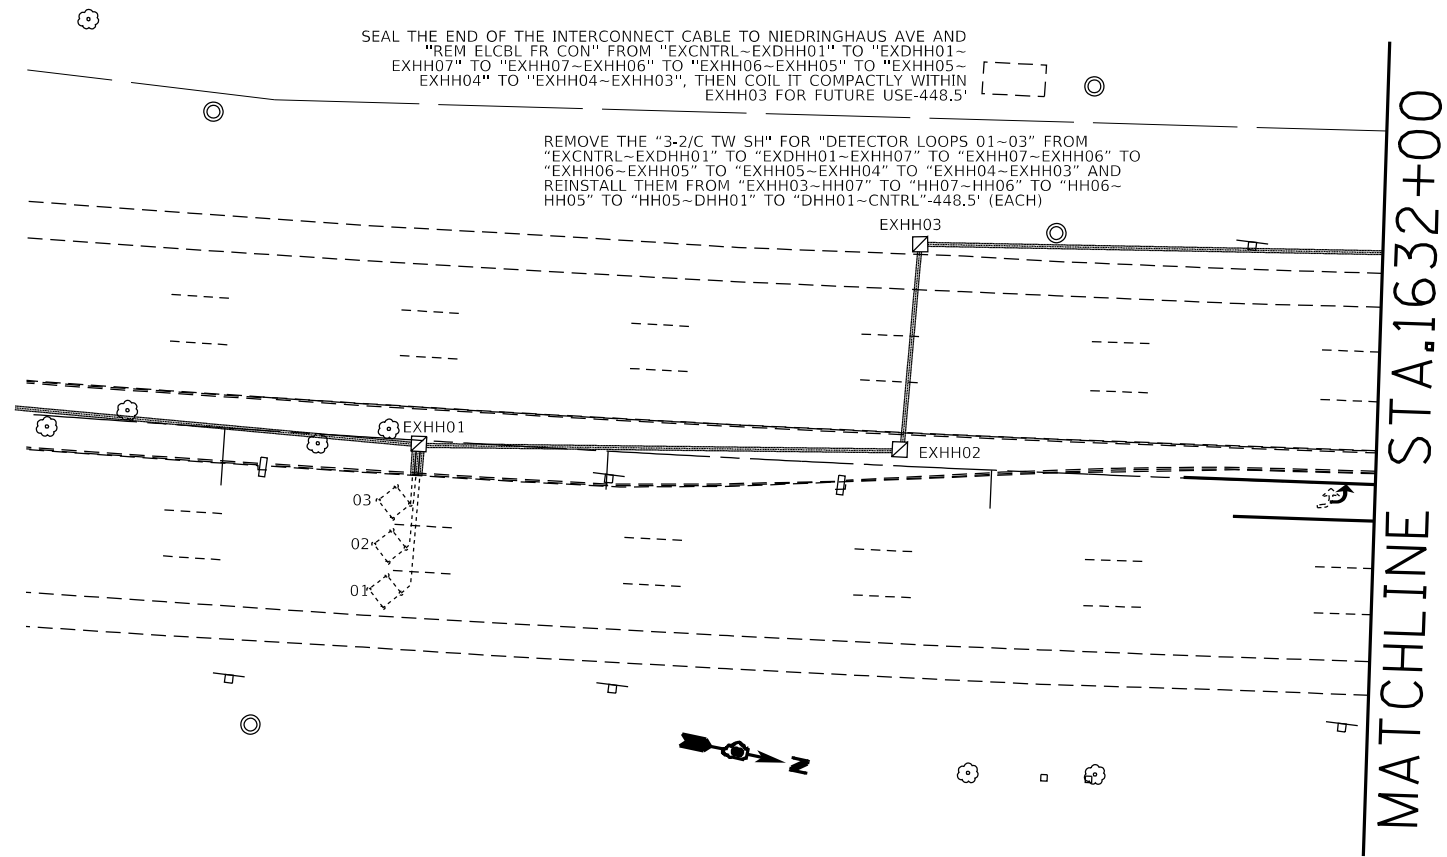 SEAL THE END OF THE INTERCONNECT CABLE TO NIEDRINGHAUS AVE AND
"REM ELCBL FR CON" FROM "EXCNTRL~EXDHH01" TO "EXDHH01~
EXHH07" TO "EXHH07~EXHH06" TO "EXHH06~EXHH05" TO "EXHH05~
EXHH04" TO "EXHH04~EXHH03", THEN COIL IT COMPACTLY WITHIN
EXHH03 FOR FUTURE USE-448.5'
REMOVE THE “3-2/C TW SH" FOR "DETECTOR LOOPS 01~03” FROM
“EXCNTRL~EXDHH01” TO “EXDHH01~EXHH07” TO “EXHH07~EXHH06” TO
“EXHH06~EXHH05” TO “EXHH05~EXHH04” TO “EXHH04~EXHH03” AND
REINSTALL THEM FROM “EXHH03~HH07” TO “HH07~HH06” TO “HH06~
HH05” TO “HH05~DHH01” TO “DHH01~CNTRL”-448.5' (EACH)
EXHH03
EXHH01
EXHH02
03
02
01
N
MATCHLINE STA.1632+00